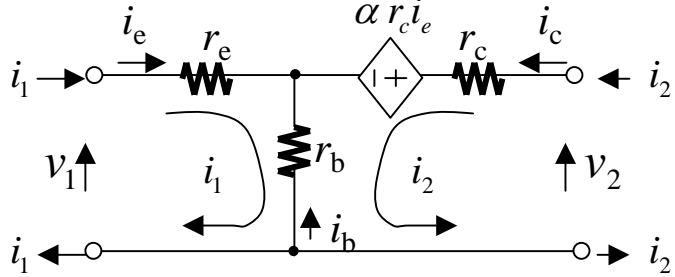 i_e r_e α r_c i_e r_c i_c
i_1 − + i_2
v_1 i_1 r_b i_2 v_2
i_1 i_b i_2